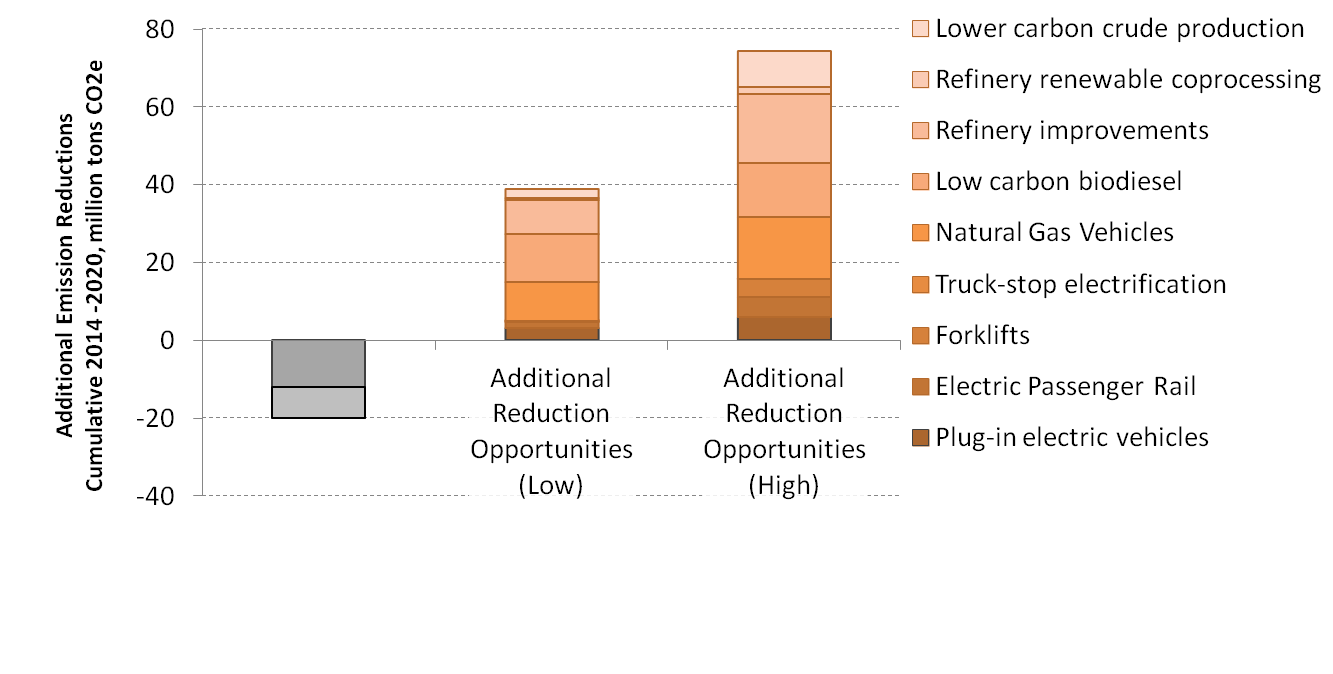 Additional Emission Reductions
Cumulative 2014 -2020, million tons CO2e
80
60
40
20
0
-20
-40
Additional
Reduction
Opportunities
(Low)
Additional
Reduction
Opportunities
(High)
Lower carbon crude production
Refinery renewable coprocessing
Refinery improvements
Low carbon biodiesel
Natural Gas Vehicles
Truck-stop electrification
Forklifts
Electric Passenger Rail
Plug-in electric vehicles